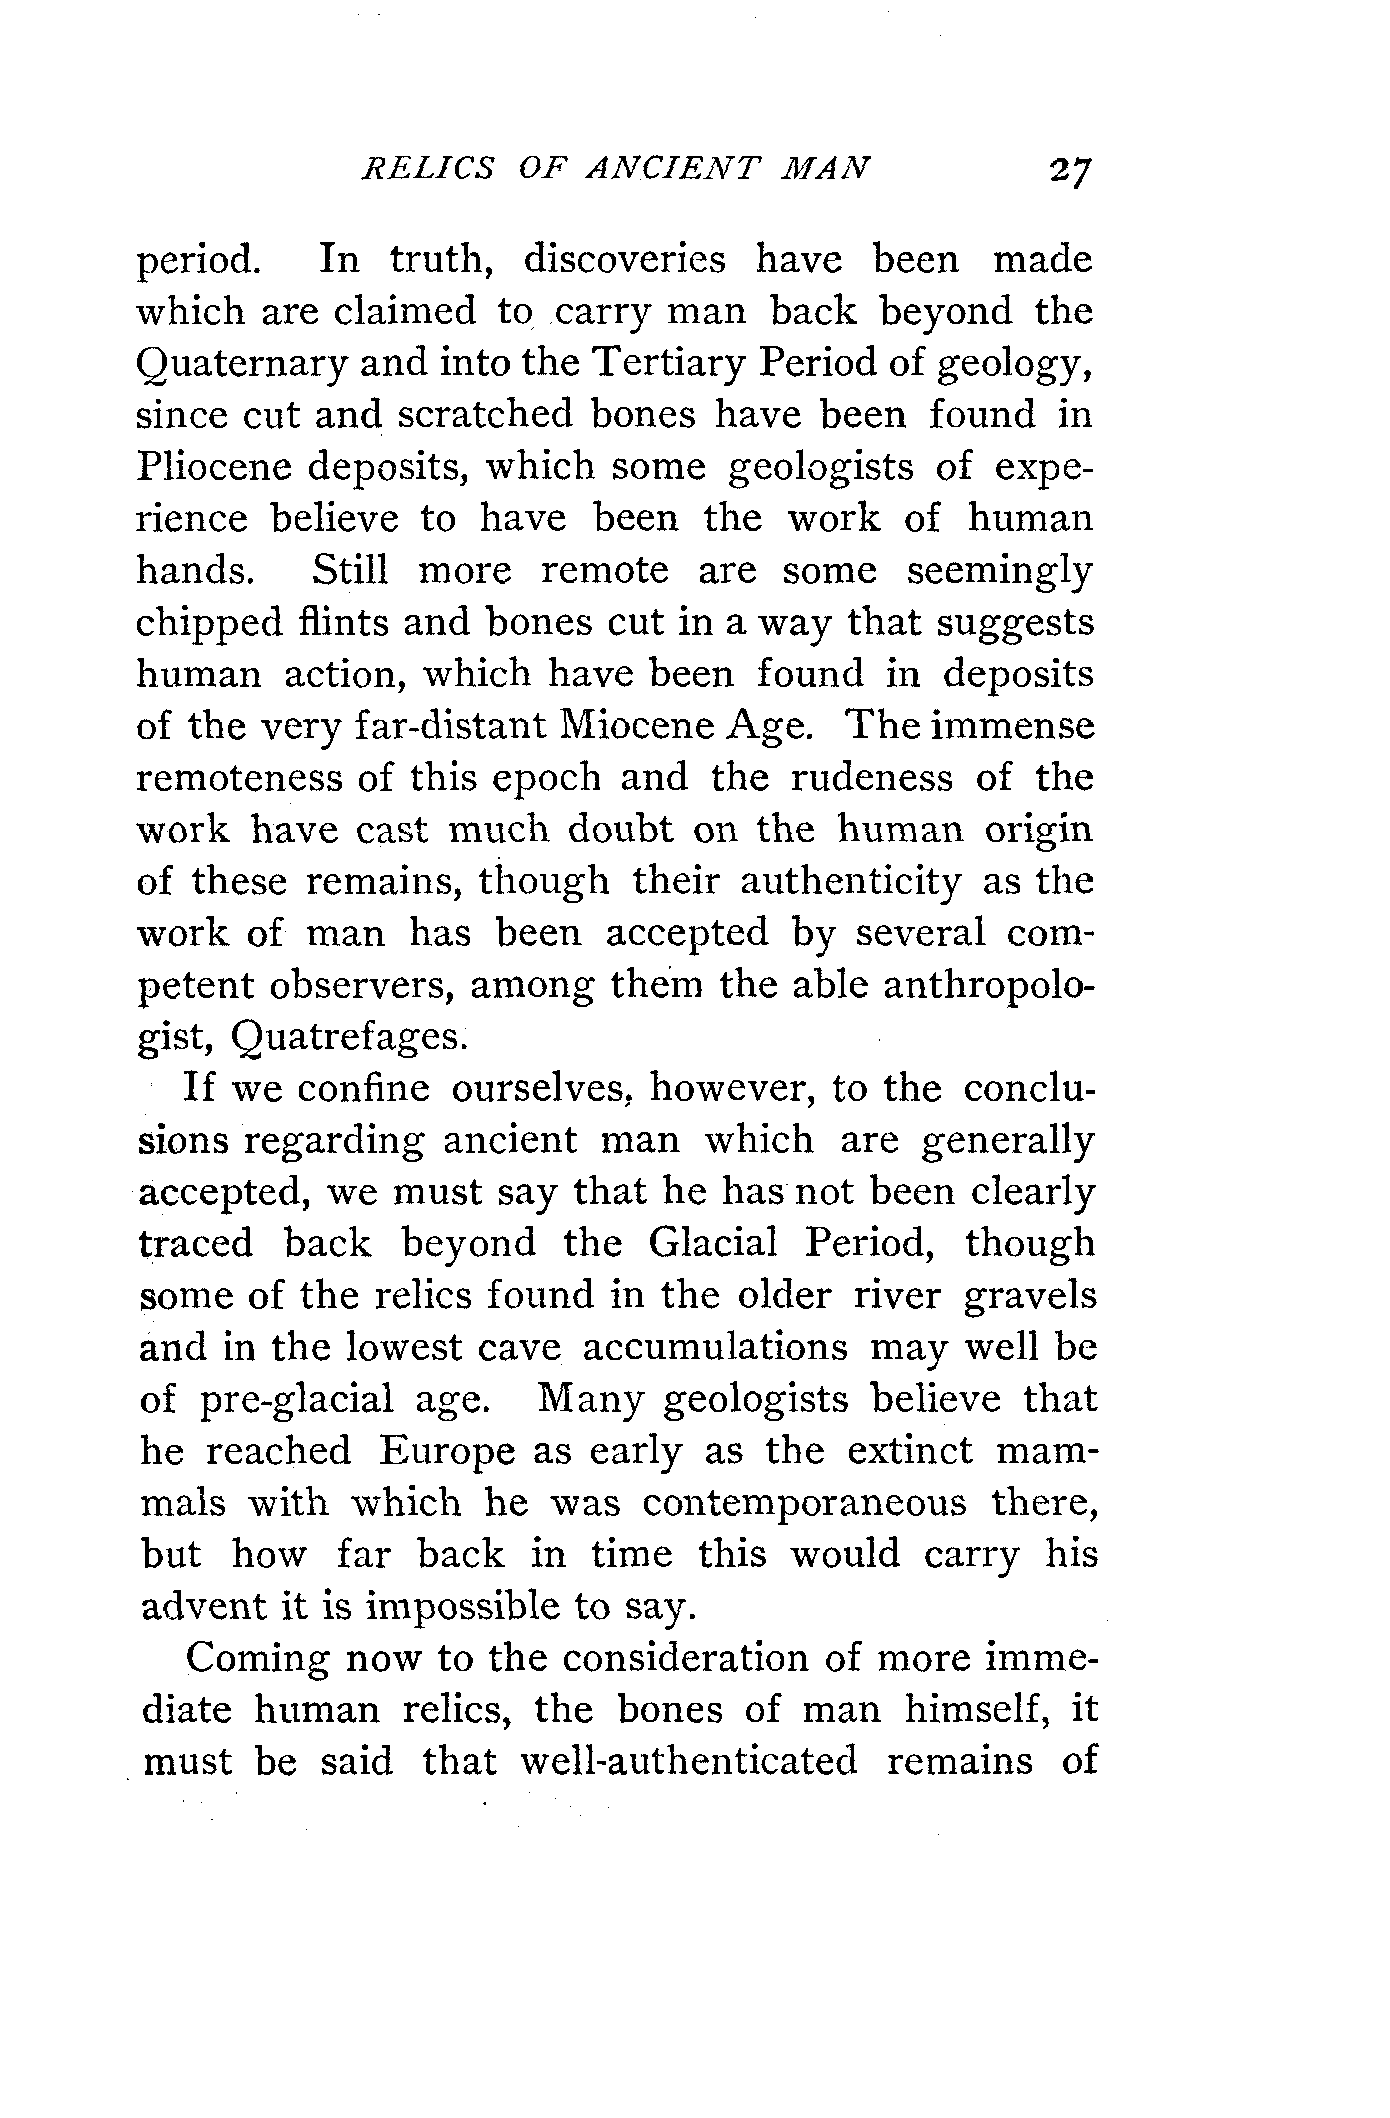 RELICS OF ANCIENT MAN 27
period. In truth, discoveries have been made
which are claimed to carry man back beyond the
Quaternary and into the Tertiary Period of geology,
since cut and scratched bones have been found in
Pliocene deposits, which some geologists of expe-
rience believe to have been the work of human
hands. Still more remote are some seemingly
chipped flints and bones cut in a way that suggests
human action, which have been found in deposits
of the very far-distant Miocene Age. The immense
remoteness of this epoch and the rudeness of the
work have cast much doubt on the human origin
of these remains, though their authenticity as the
work of man has been accepted by several com-
petent observers, among them the able anthropolo-
gist, Quatrefages.
If we confine ourselves, however, to the conclu-
sions regarding ancient man which are generally
accepted, we must say that he has not been clearly
traced back beyond the Glacial Period, though
some of the relics found in the older river gravels
and in the lowest cave accumulations may well be
of pre-glacial age. Many geologists believe that
he reached Europe as early as the extinct mam-
mals with which he was contemporaneous there,
but how far back in time this would carry his
advent it is impossible to say.
Coming now to the consideration of more imme-
diate human relics, the bones of man himself, it
must be said that well-authenticated remains of